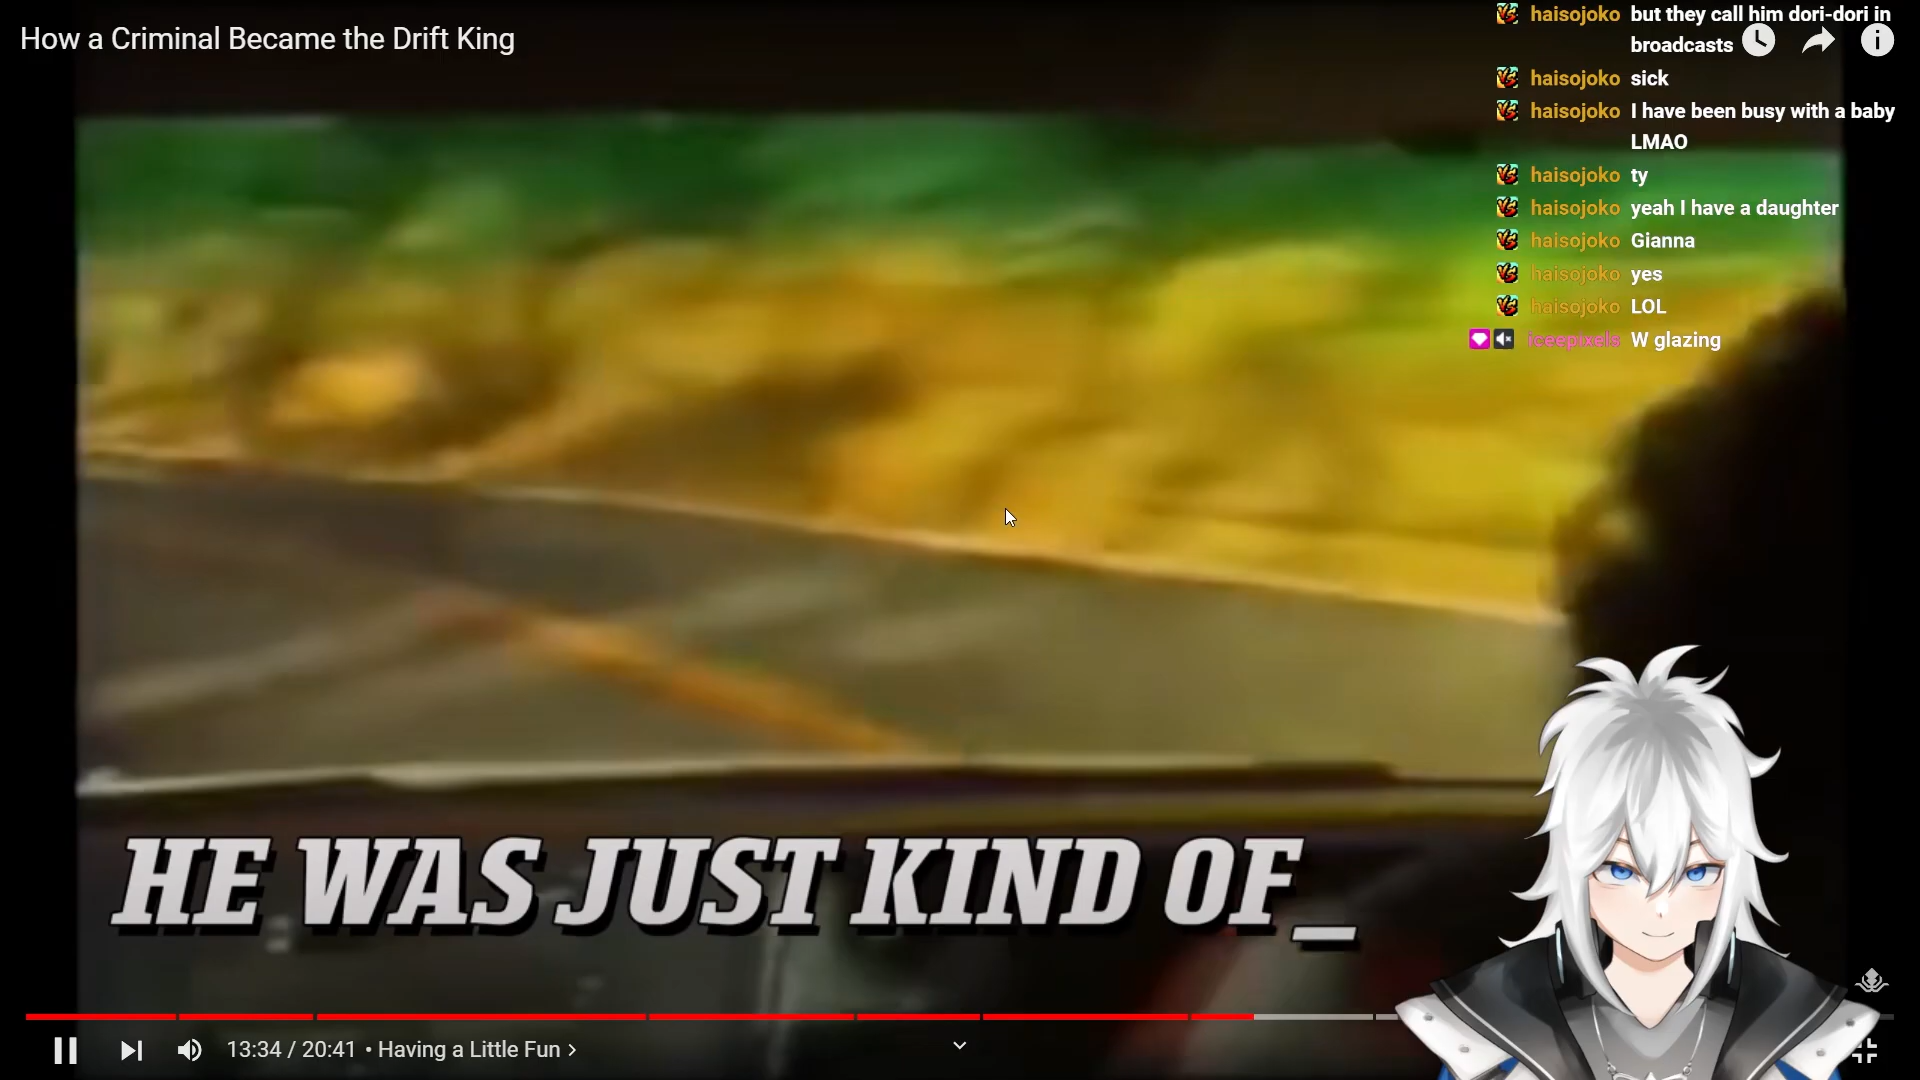 How a Criminal Became the Drift King
haisojoko but they call him dori-dori in
broadcasts
haisojoko sick
haisojoko I have been busy with a baby
LMAO
haisojoko ty
haisojoko yeah I have a daughter
haisojoko Gianna
haisojoko yes
haisojoko LOL
iceepixels W glazing
HE WAS JUST KIND OF_
13:34 / 20:41 • Having a Little Fun >